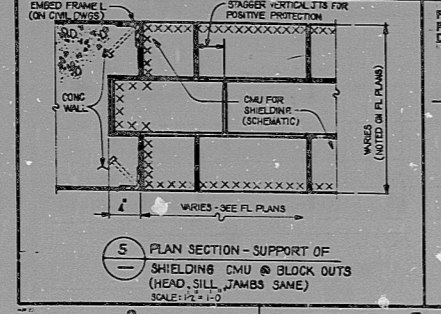 EMBED FRAME L
(ON CIVIL DWGS)
STAGGER VERTICAL JTS FOR
POSITIVE PROTECTION
CONC
WALL
CMU FOR
SHIELDING
(SCHEMATIC)
VARIES
(NOTED ON FL PLANS)
4"
VARIES - SEE FL PLANS
5 PLAN SECTION - SUPPORT OF
SHIELDING CMU @ BLOCK OUTS
(HEAD, SILL, JAMBS SAME)
SCALE: